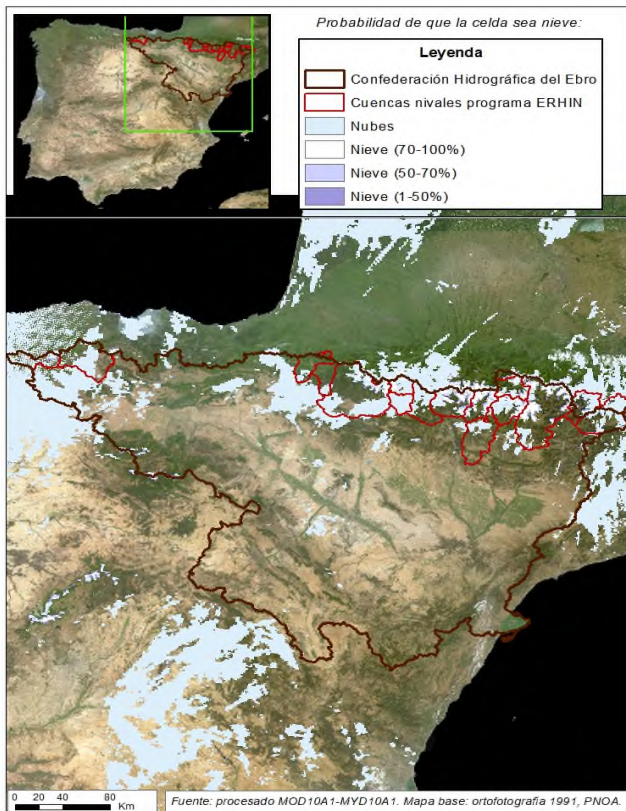 Probabilidad de que la celda sea nieve:
Leyenda
Confederación Hidrográfica del Ebro
Cuencas nivales programa ERHIN
Nubes
Nieve (70-100%)
Nieve (50-70%)
Nieve (1-50%)
0 20 40 80
Km
Fuente: procesado MOD10A1-MYD10A1. Mapa base: ortofotografía 1991, PNOA.